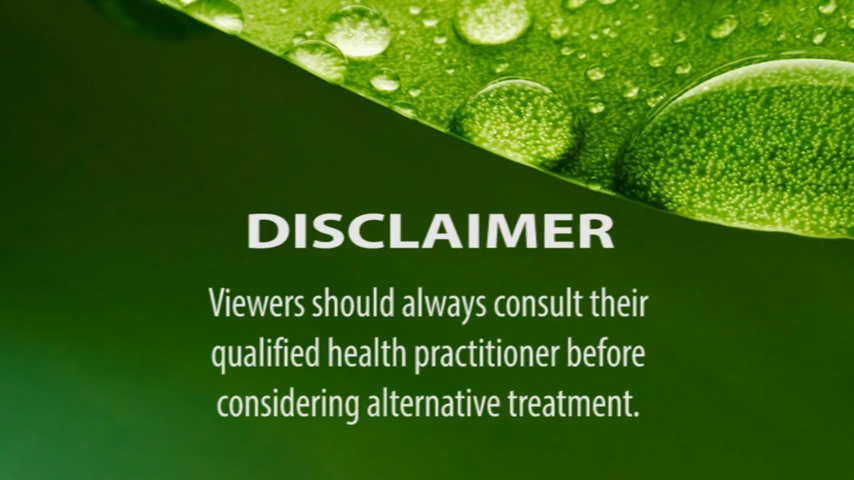 DISCLAIMER
Viewers should always consult their
qualified health practitioner before
considering alternative treatment.